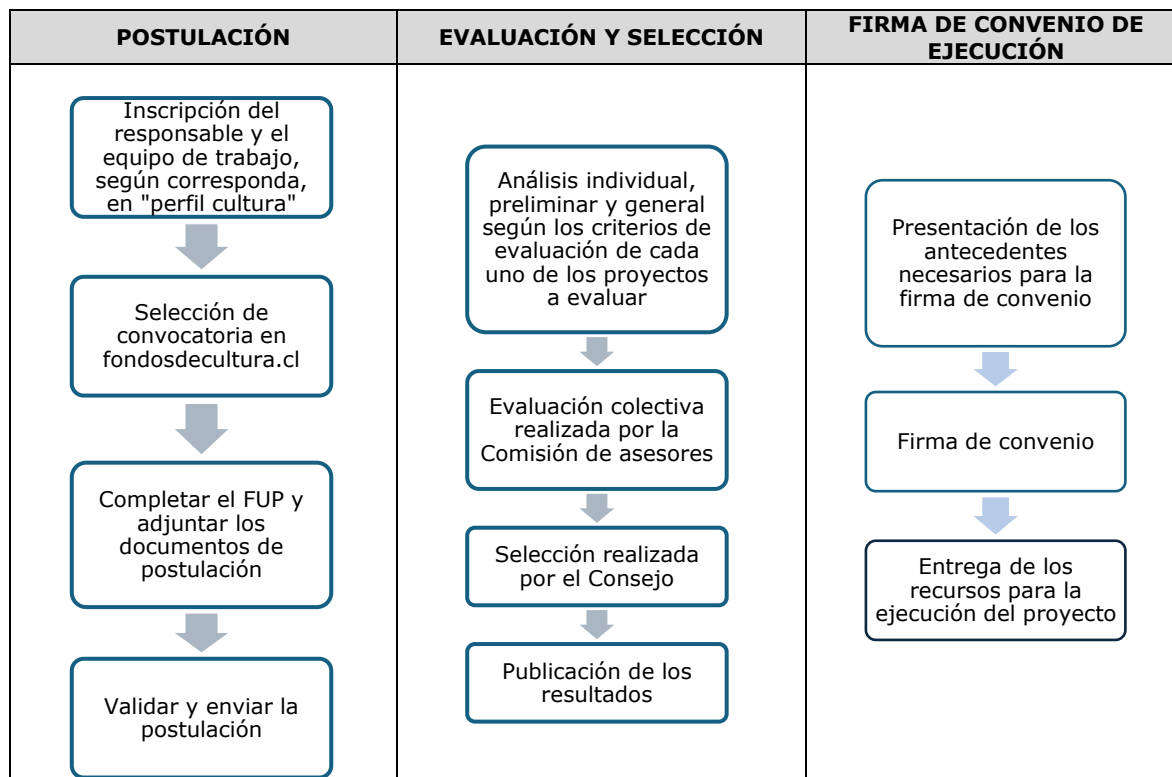 POSTULACIÓN
Inscripción del
responsable y el
equipo de trabajo,
según corresponda,
en "perfil cultura"
Selección de
convocatoria en
fondosdecultura.cl
Completar el FUP y
adjuntar los
documentos de
postulación
Validar y enviar la
postulación
EVALUACIÓN Y SELECCIÓN
Análisis individual,
preliminar y general
según los criterios de
evaluación de cada
uno de los proyectos
a evaluar
Evaluación colectiva
realizada por la
Comisión de asesores
Selección realizada
por el Consejo
Publicación de los
resultados
FIRMA DE CONVENIO DE
EJECUCIÓN
Presentación de los
antecedentes
necesarios para la
firma de convenio
Firma de convenio
Entrega de los
recursos para la
ejecución del proyecto